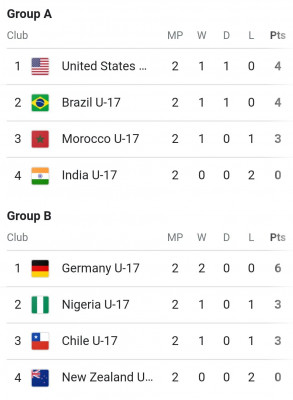 Group A
Club MP W D L Pts
1 United States ... 2 1 1 0 4
2 Brazil U-17 2 1 1 0 4
3 Morocco U-17 2 1 0 1 3
4 India U-17 2 0 0 2 0
Group B
Club MP W D L Pts
1 Germany U-17 2 2 0 0 6
2 Nigeria U-17 2 1 0 1 3
3 Chile U-17 2 1 0 1 3
4 New Zealand U... 2 0 0 2 0